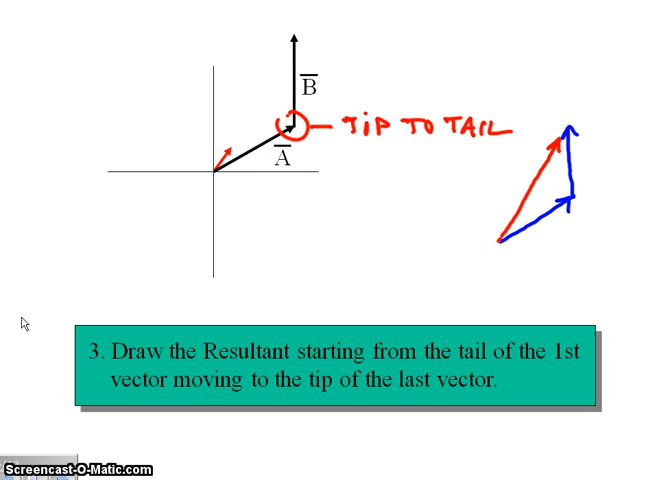 B
TIP TO TAIL
A
3. Draw the Resultant starting from the tail of the 1st
vector moving to the tip of the last vector.
Screencast-O-Matic.com